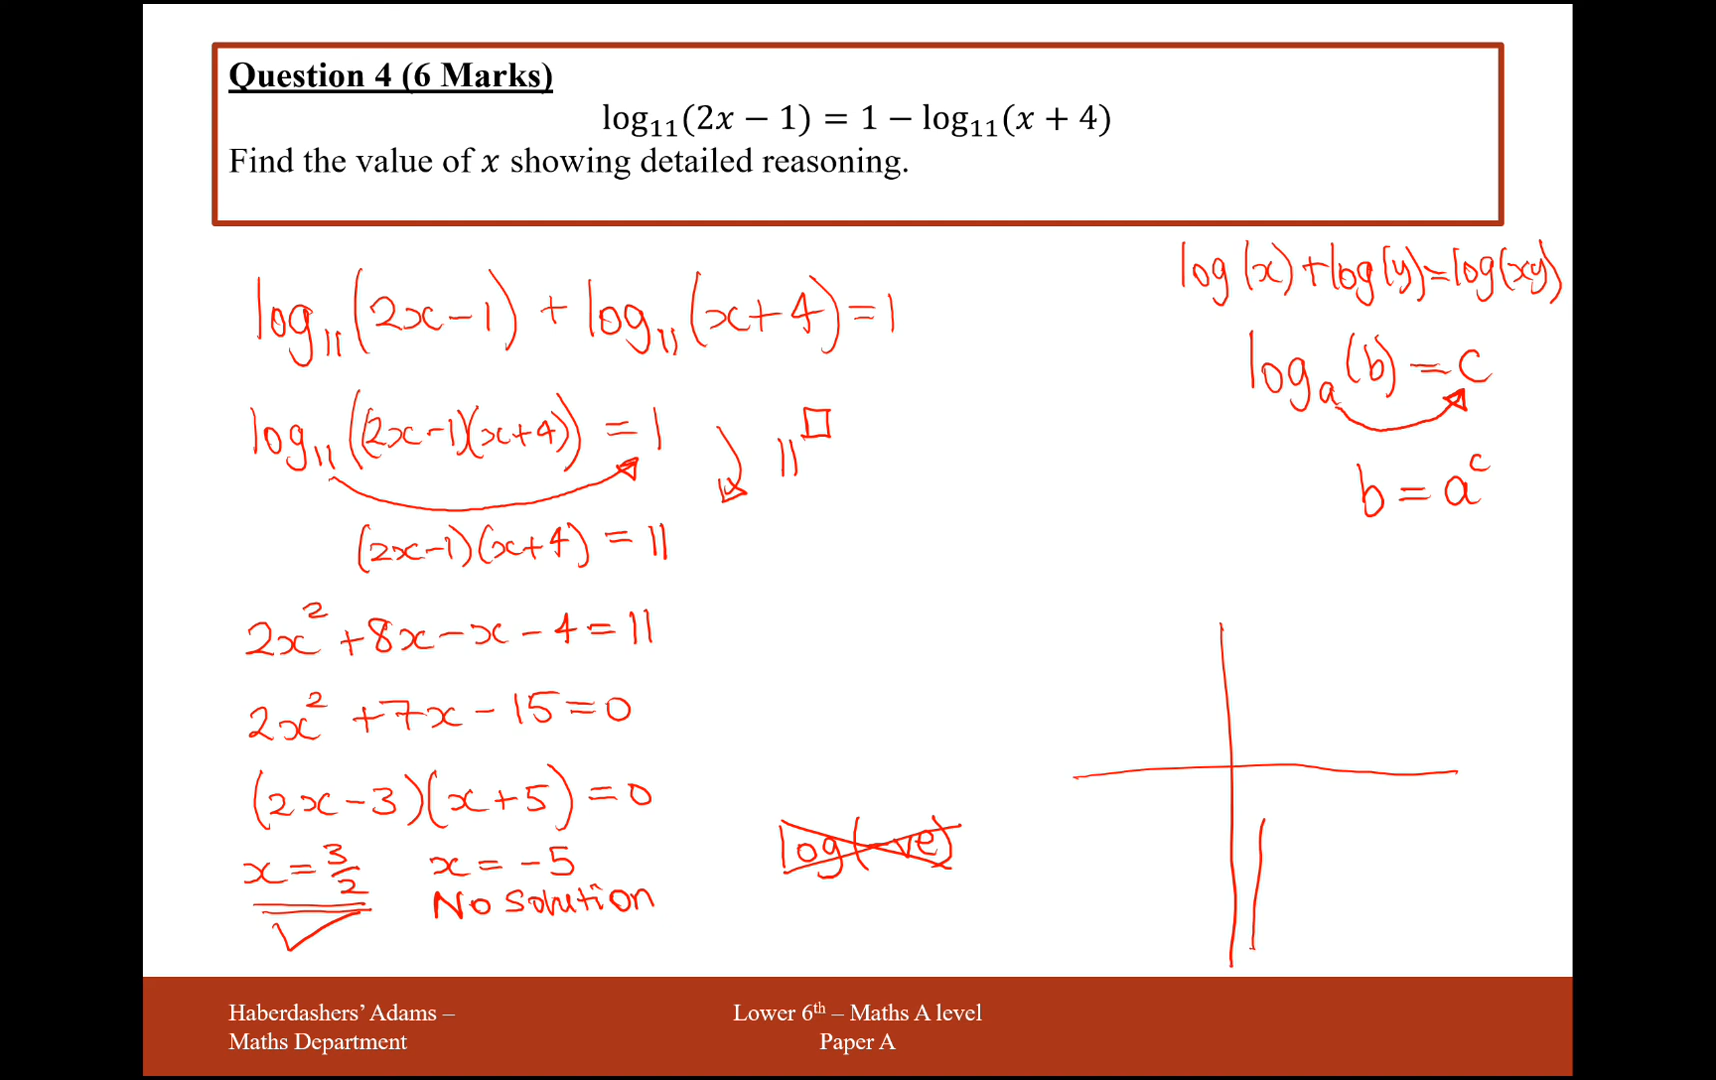 Question 4 (6 Marks)
log₁₁(2x − 1) = 1 − log₁₁(x + 4)
Find the value of x showing detailed reasoning.
log(x)+log(y)=log(xy)
log₁₁(2x−1) + log₁₁(x+4)=1
logₐ(b) = c
log₁₁((2x−1)(x+4)) = 1
11^□
b = a^c
(2x−1)(x+4) = 11
2x² +8x−x−4=11
2x² +7x−15=0
(2x−3)(x+5)=0
x=3/2 x=−5
log(−ve)
No Solution
Haberdashers’ Adams –
Maths Department
Lower 6th – Maths A level
Paper A